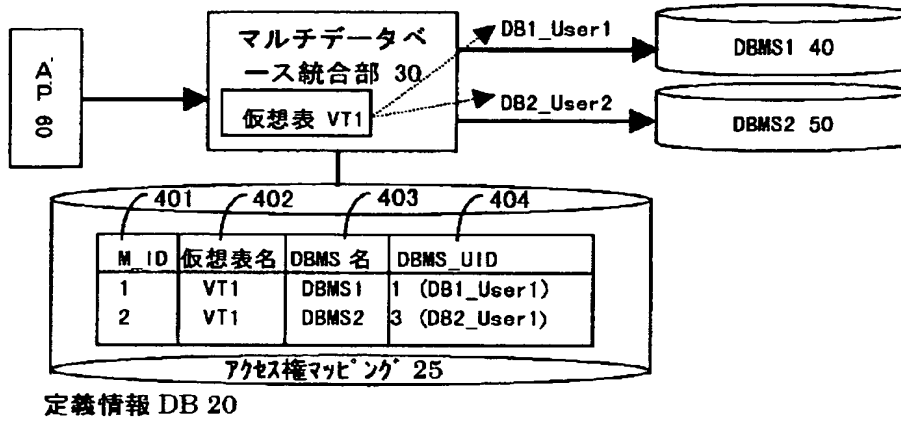 AP 60
マルチデータベ
ース統合部 30
仮想表 VT1
DB1_User1
DB2_User2
DBMS1 40
DBMS2 50
401
402
403
404
M_ID 仮想表名 DBMS 名 DBMS_UID
1 VT1 DBMS1 1 (DB1_User1)
2 VT1 DBMS2 3 (DB2_User1)
アクセス権マッピング 25
定義情報 DB 20